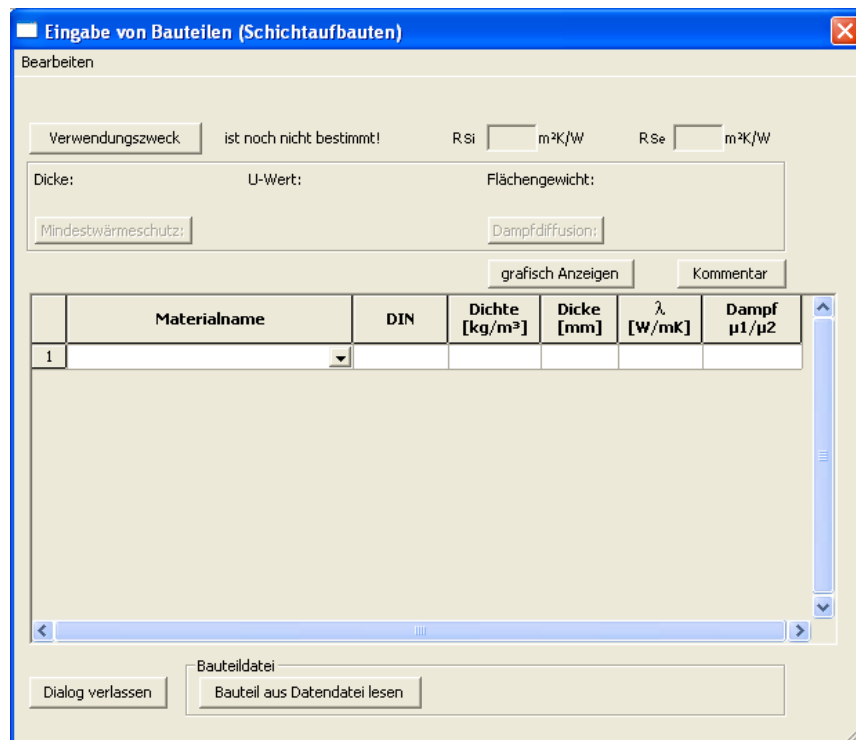 Eingabe von Bauteilen (Schichtaufbauten)
Bearbeiten
Verwendungszweck ist noch nicht bestimmt! RSi m²K/W RSe m²K/W
Dicke: U-Wert: Flächengewicht:
Mindestwärmeschutz: Dampfdiffusion:
grafisch Anzeigen Kommentar
Materialname DIN Dichte [kg/m³] Dicke [mm] λ [W/mK] Dampf µ1/µ2
1
Bauteildatei
Dialog verlassen Bauteil aus Datendatei lesen